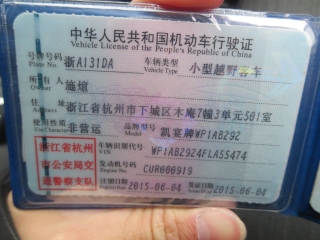 中华人民共和国机动车行驶证
Vehicle License of the People's Republic of China
号牌号码 浙A131DA 车辆类型 小型越野客车
Plate No. Vehicle Type
所有人 施煊
Owner
住址 浙江省杭州市下城区木庵7幢3单元501室
Address
使用性质 非营运 品牌型号 凯宴牌WP1AB292
Use Character Model
浙江省杭州
市公安局交
通警察支队
车辆识别代号 WP1AB2924FLA55474
VIN
发动机号码 CUR008919
Engine No.
注册日期 2015-06-04 发证日期 2015-06-04
Register Date Issue Date